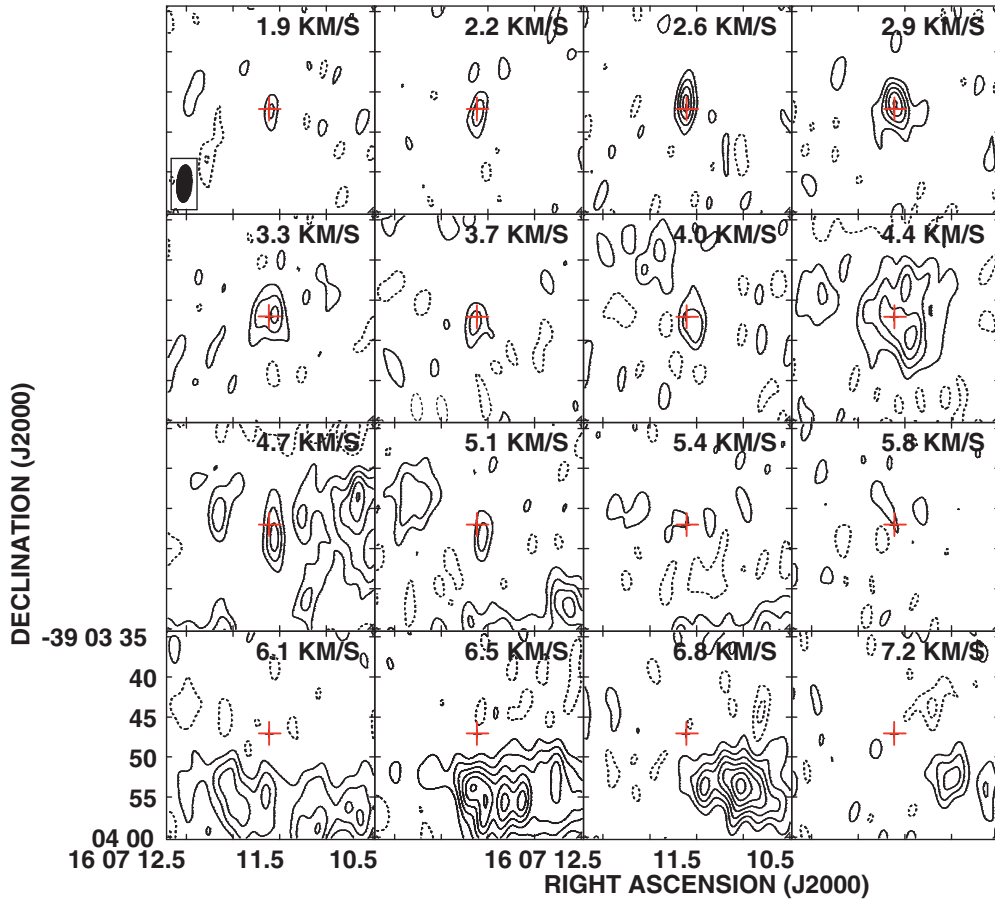 1.9 KM/S 2.2 KM/S 2.6 KM/S 2.9 KM/S
3.3 KM/S 3.7 KM/S 4.0 KM/S 4.4 KM/S
4.7 KM/S 5.1 KM/S 5.4 KM/S 5.8 KM/S
6.1 KM/S 6.5 KM/S 6.8 KM/S 7.2 KM/S
DECLINATION (J2000)
-39 03 35
40
45
50
55
04 00
16 07 12.5 11.5 10.5 16 07 12.5 11.5 10.5
RIGHT ASCENSION (J2000)